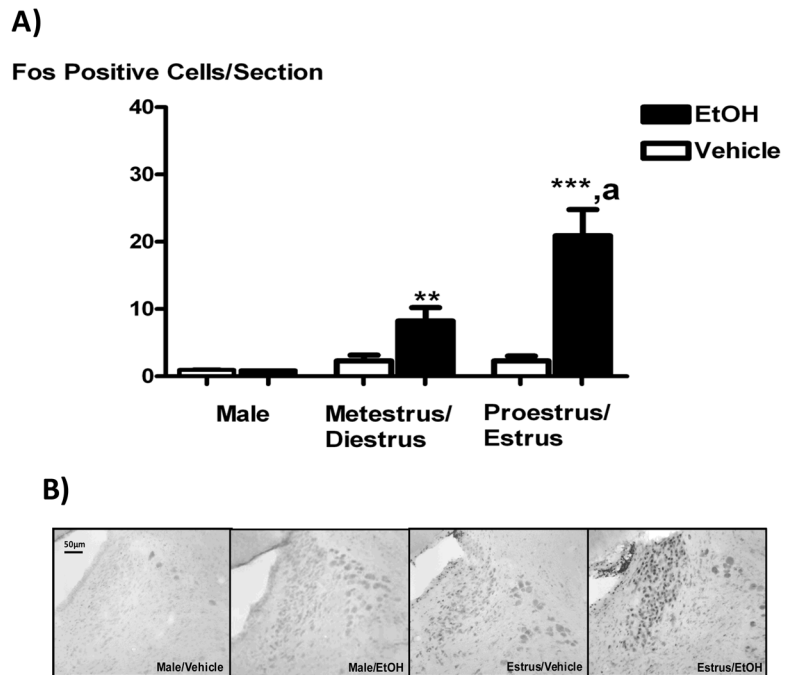 A)
Fos Positive Cells/Section
40
30
20
10
0
EtOH
Vehicle
**
***,a
Male
Metestrus/
Diestrus
Proestrus/
Estrus
B)
50μm
Male/Vehicle
Male/EtOH
Estrus/Vehicle
Estrus/EtOH